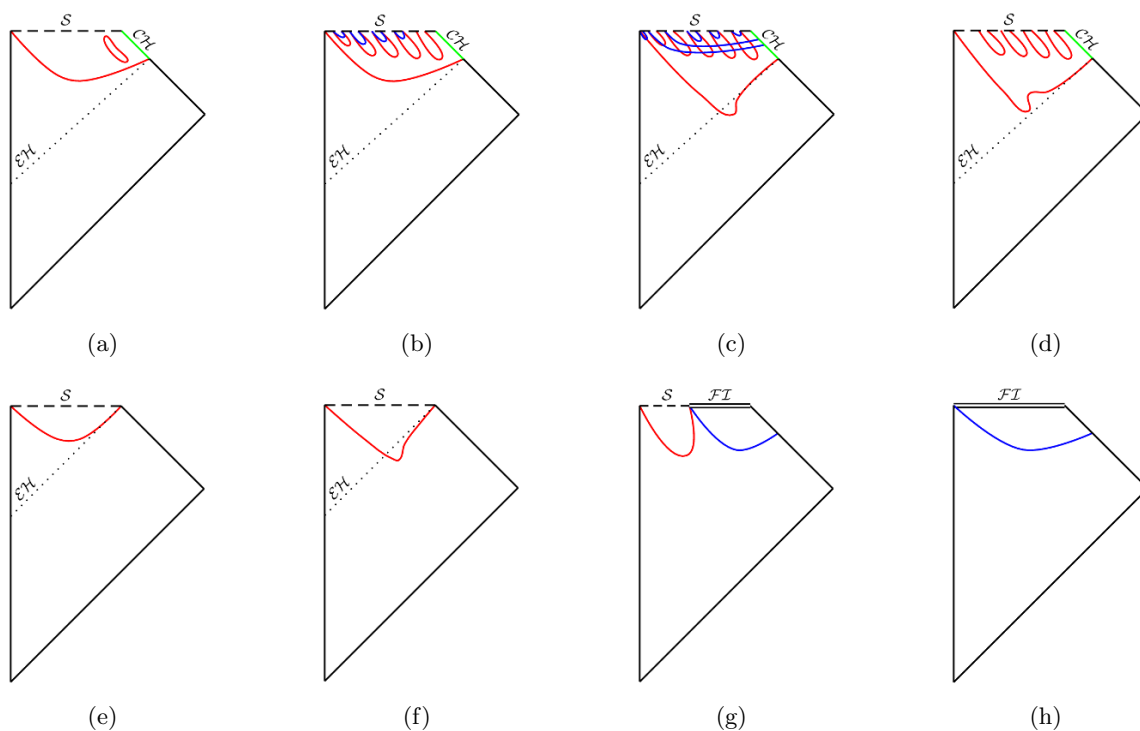 S S S S
CH CH CH CH
EH EH EH EH
(a) (b) (c) (d)
S S S FI FI
EH EH
(e) (f) (g) (h)